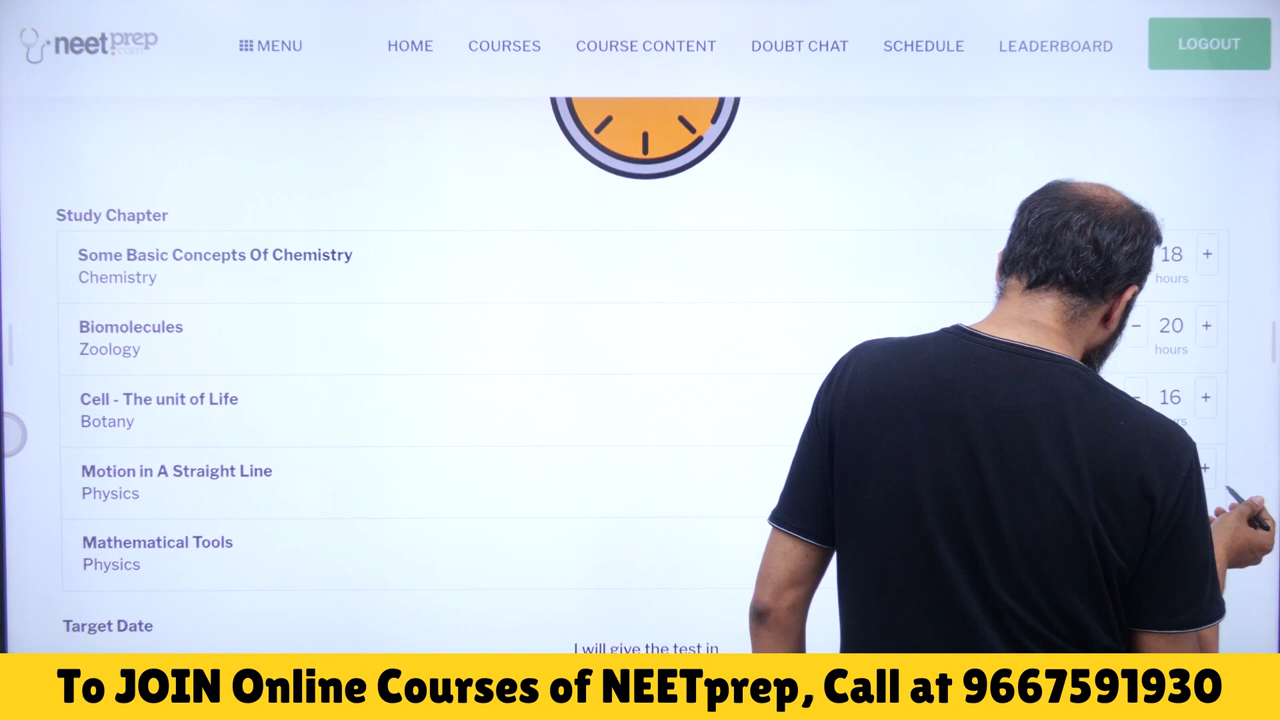 neetprep
.com
MENU
HOME
COURSES
COURSE CONTENT
DOUBT CHAT
SCHEDULE
LEADERBOARD
LOGOUT
Study Chapter
Some Basic Concepts Of Chemistry
Chemistry
18 +
hours
Biomolecules
Zoology
− 20 +
hours
Cell - The unit of Life
Botany
− 16 +
Motion in A Straight Line
Physics
+
Mathematical Tools
Physics
Target Date
I will give the test in
To JOIN Online Courses of NEETprep, Call at 9667591930